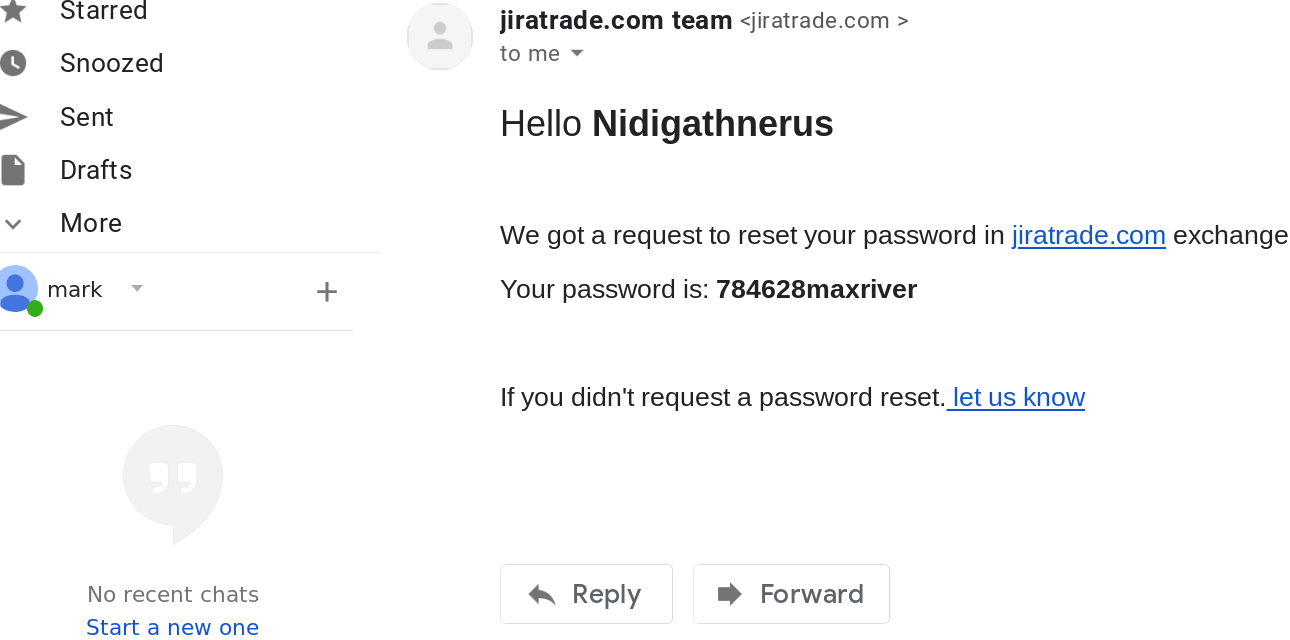 Starred
Snoozed
Sent
Drafts
More
mark
No recent chats
Start a new one
jiratrade.com team <jiratrade.com >
to me
Hello Nidigathnerus
We got a request to reset your password in jiratrade.com exchange
Your password is: 784628maxriver
If you didn't request a password reset. let us know
Reply
Forward